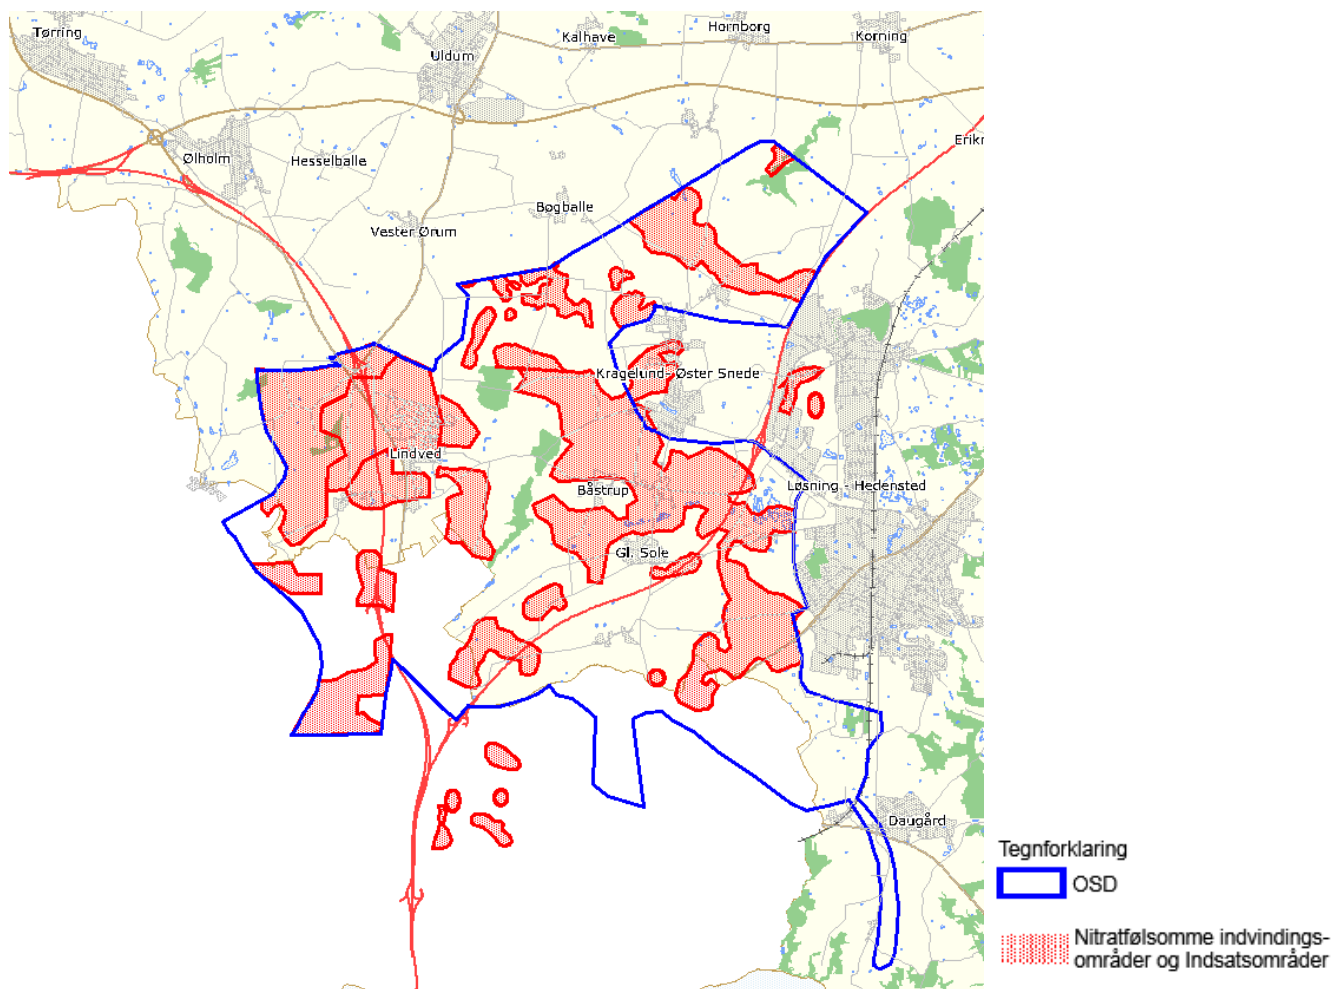 Tørring
Uldum
Kalhave
Hornborg
Korning
Ølholm
Hesselballe
Vester Ørum
Bøgballe
Kragelund- Øster Snede
Lindved
Båstrup
Løsning - Hedensted
Gl. Sole
Daugård
Tegnforklaring
OSD
Nitratfølsomme indvindings-
områder og Indsatsområder